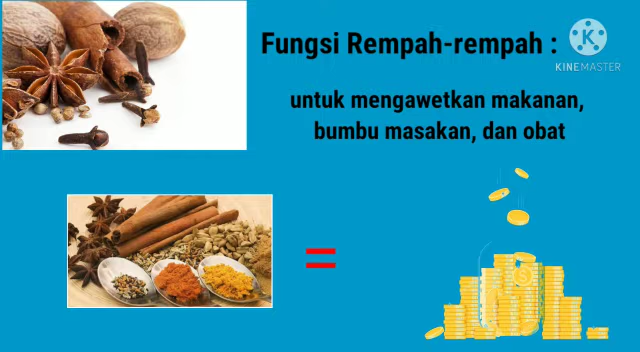 Fungsi Rempah-rempah :
KINEMASTER
untuk mengawetkan makanan,
bumbu masakan, dan obat
=